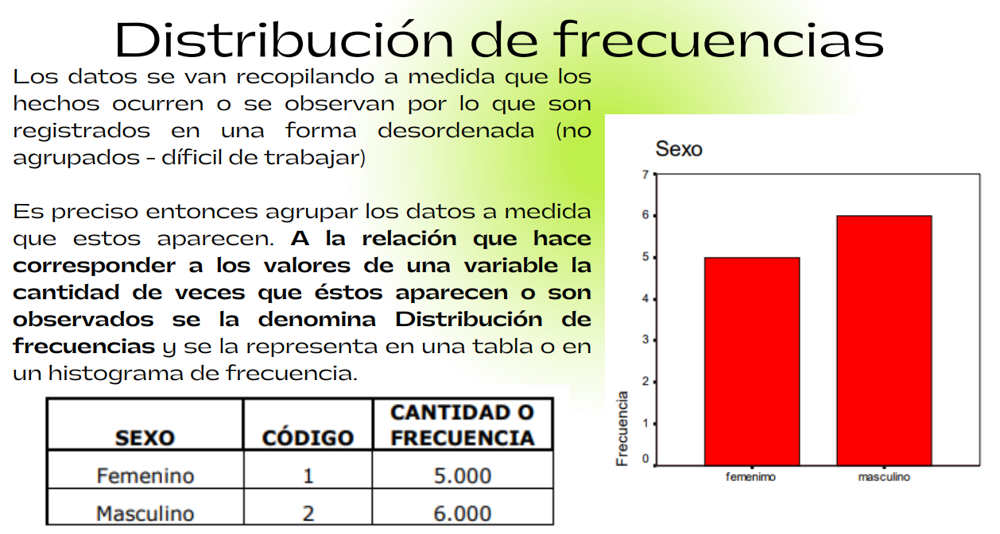 Distribución de frecuencias
Los datos se van recopilando a medida que los
hechos ocurren o se observan por lo que son
registrados en una forma desordenada (no
agrupados - díficil de trabajar)
Es preciso entonces agrupar los datos a medida
que estos aparecen. A la relación que hace
corresponder a los valores de una variable la
cantidad de veces que éstos aparecen o son
observados se la denomina Distribución de
frecuencias y se la representa en una tabla o en
un histograma de frecuencia.
SEXO CÓDIGO CANTIDAD O FRECUENCIA
Femenino 1 5.000
Masculino 2 6.000
Sexo
7
6
5
4
3
2
1
0
Frecuencia
femenimo masculino